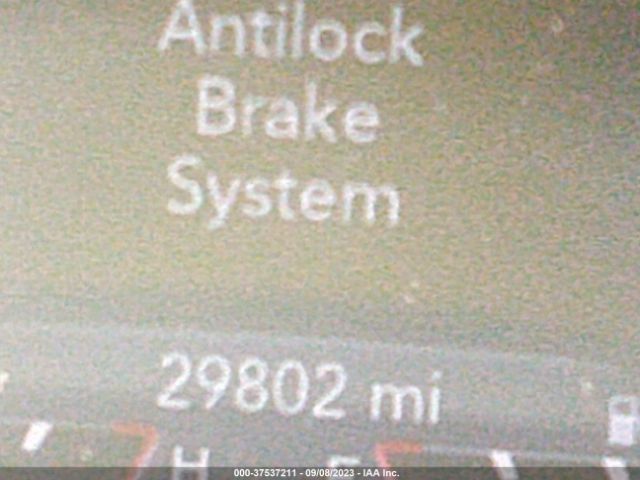 Antilock
Brake
System
29802 mi
H
000-37537211 - 09/08/2023 - IAA Inc.